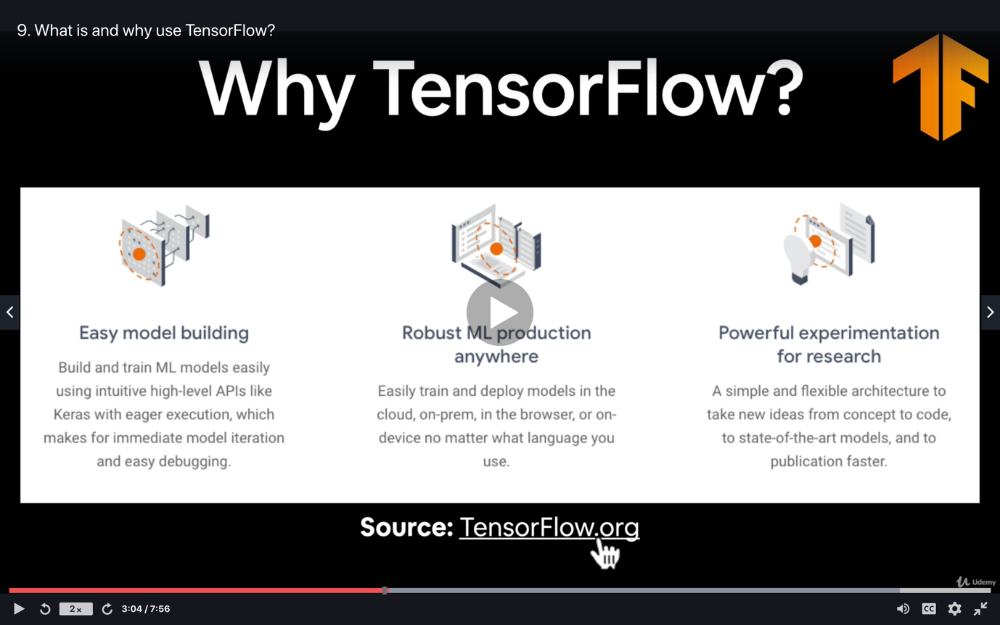 9. What is and why use TensorFlow?
Why TensorFlow?
Easy model building
Build and train ML models easily
using intuitive high-level APIs like
Keras with eager execution, which
makes for immediate model iteration
and easy debugging.
Robust ML production
anywhere
Easily train and deploy models in the
cloud, on-prem, in the browser, or on-
device no matter what language you
use.
Powerful experimentation
for research
A simple and flexible architecture to
take new ideas from concept to code,
to state-of-the-art models, and to
publication faster.
Source: TensorFlow.org
Udemy
2x
3:04 / 7:56
CC